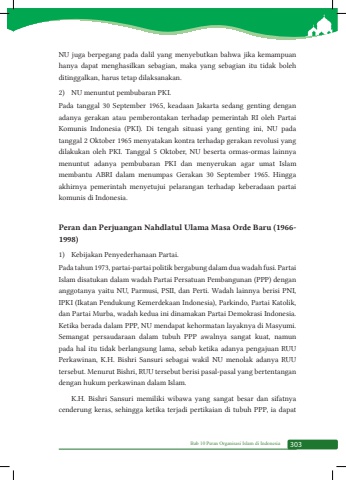 NU juga berpegang pada dalil yang menyebutkan bahwa jika kemampuan
hanya dapat menghasilkan sebagian, maka yang sebagian itu tidak boleh
ditinggalkan, harus tetap dilaksanakan.
2) NU menuntut pembubaran PKI.
Pada tanggal 30 September 1965, keadaan Jakarta sedang genting dengan
adanya gerakan atau pemberontakan terhadap pemerintah RI oleh Partai
Komunis Indonesia (PKI). Di tengah situasi yang genting ini, NU pada
tanggal 2 Oktober 1965 menyatakan kontra terhadap gerakan revolusi yang
dilakukan oleh PKI. Tanggal 5 Oktober, NU beserta ormas-ormas lainnya
menuntut adanya pembubaran PKI dan menyerukan agar umat Islam
membantu ABRI dalam menumpas Gerakan 30 September 1965. Hingga
akhirnya pemerintah menyetujui pelarangan terhadap keberadaan partai
komunis di Indonesia.
Peran dan Perjuangan Nahdlatul Ulama Masa Orde Baru (1966-
1998)
1) Kebijakan Penyederhanaan Partai.
Pada tahun 1973, partai-partai politik bergabung dalam dua wadah fusi. Partai
Islam disatukan dalam wadah Partai Persatuan Pembangunan (PPP) dengan
anggotanya yaitu NU, Parmusi, PSII, dan Perti. Wadah lainnya berisi PNI,
IPKI (Ikatan Pendukung Kemerdekaan Indonesia), Parkindo, Partai Katolik,
dan Partai Murba, wadah kedua ini dinamakan Partai Demokrasi Indonesia.
Ketika berada dalam PPP, NU mendapat kehormatan layaknya di Masyumi.
Semangat persaudaraan dalam tubuh PPP awalnya sangat kuat, namun
pada hal itu tidak berlangsung lama, sebab ketika adanya pengajuan RUU
Perkawinan, K.H. Bishri Sansuri sebagai wakil NU menolak adanya RUU
tersebut. Menurut Bishri, RUU tersebut berisi pasal-pasal yang bertentangan
dengan hukum perkawinan dalam Islam.
K.H. Bishri Sansuri memiliki wibawa yang sangat besar dan sifatnya
cenderung keras, sehingga ketika terjadi pertikaian di tubuh PPP, ia dapat
Bab 10 Peran Organisasi Islam di Indonesia 303